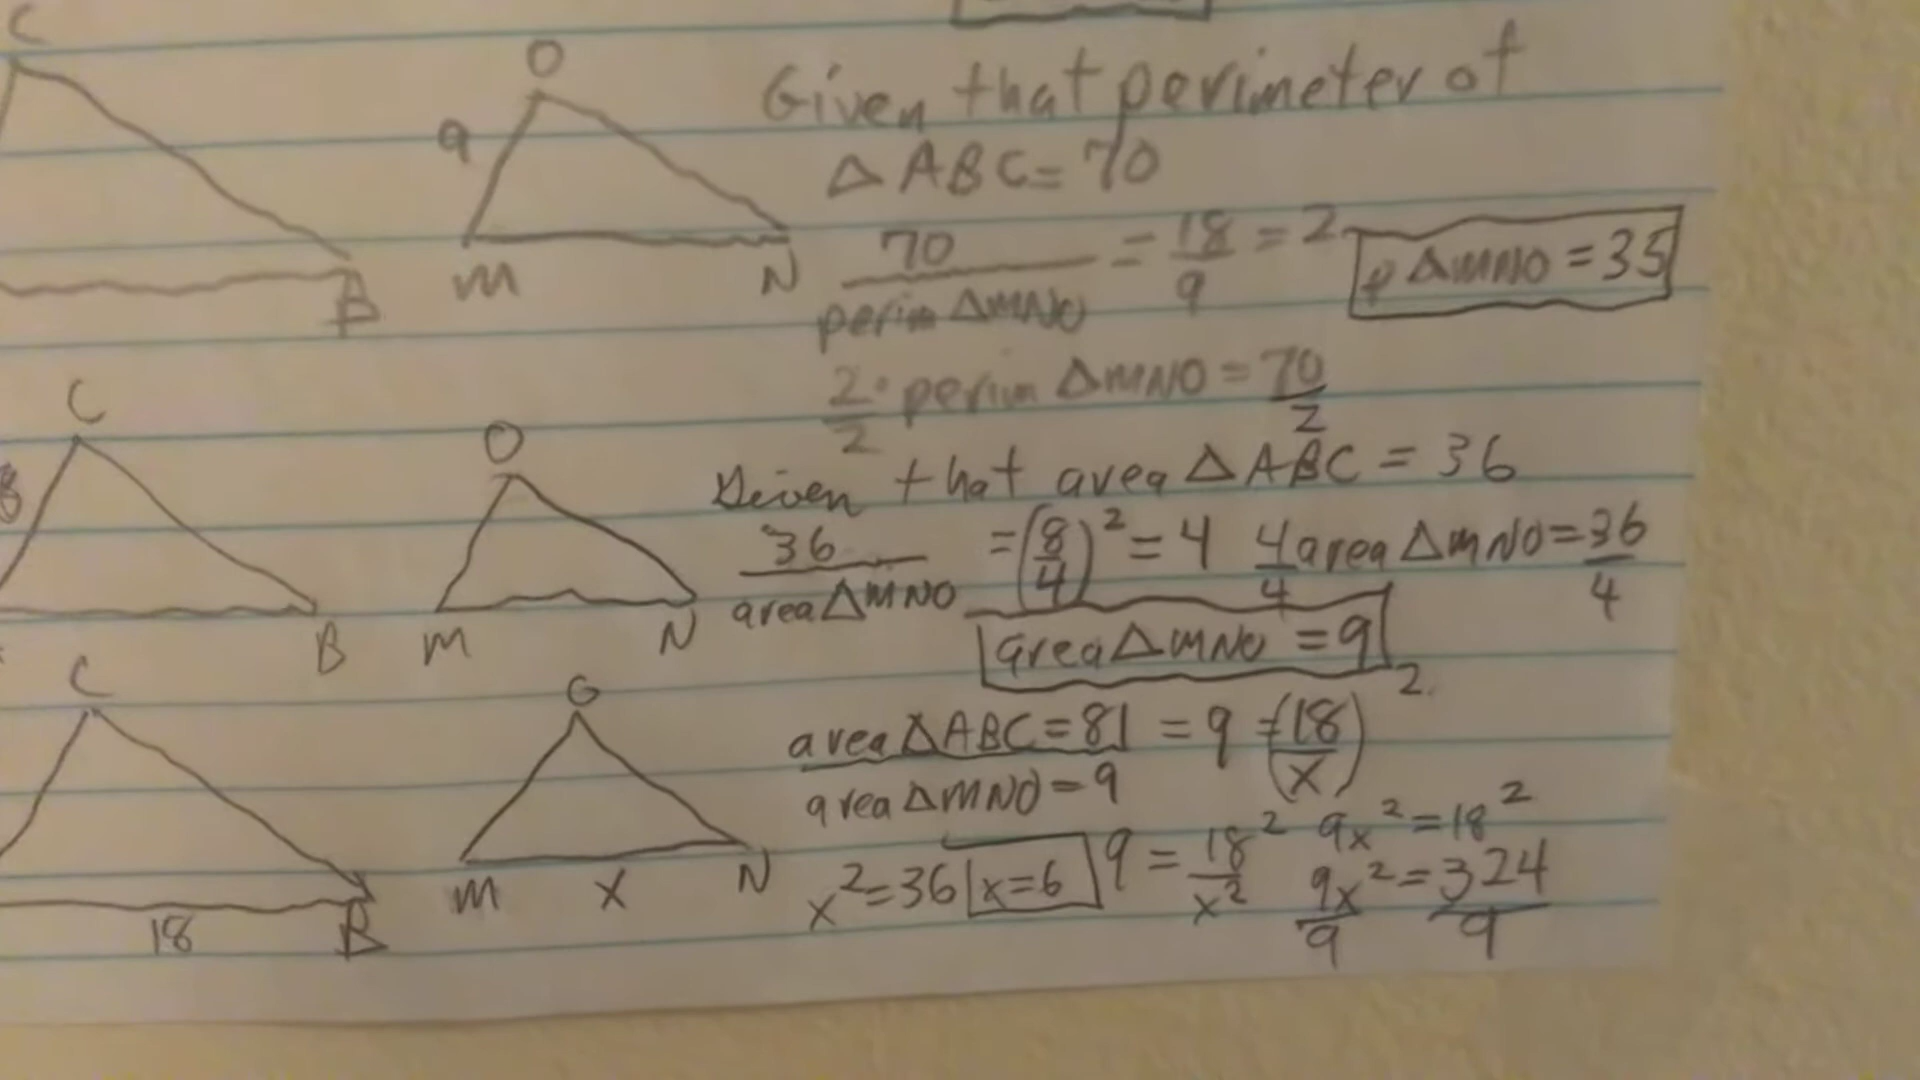 C
O
Given that perimeter of
9
△ABC=70
70 = 18 = 2
perim △MNO 9
p △MNO = 35
B
M
N
2 · perim △MNO = 70
2 2
C
O
Given that area △ABC = 36
8
36 = (8/4)² = 4
area △MNO
4 area △MNO = 36
4 4
area △MNO = 9
B
M
N
C
G
area △ABC = 81 = 9 = (18/x)²
area △MNO = 9
9 = 18²
x²
9x² = 18²
x² = 36 x = 6
9x² = 324
9 9
18
B
M
X
N